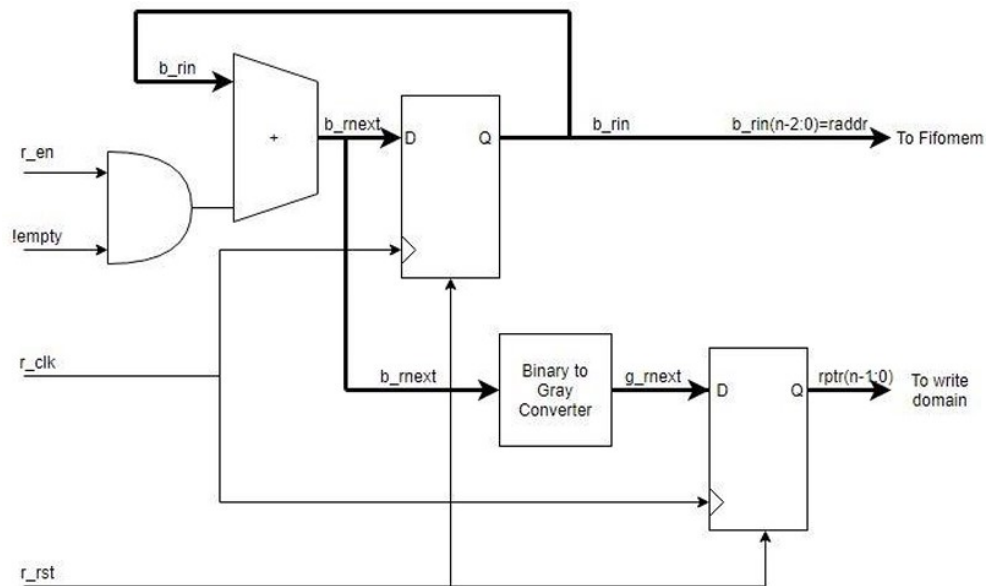 b_rin
b_rnext
D
Q
b_rin
b_rin(n-2:0)=raddr
To Fifomem
r_en
+
!empty
r_clk
b_rnext
Binary to
Gray
Converter
g_rnext
D
Q
rptr(n-1:0)
To write
domain
r_rst